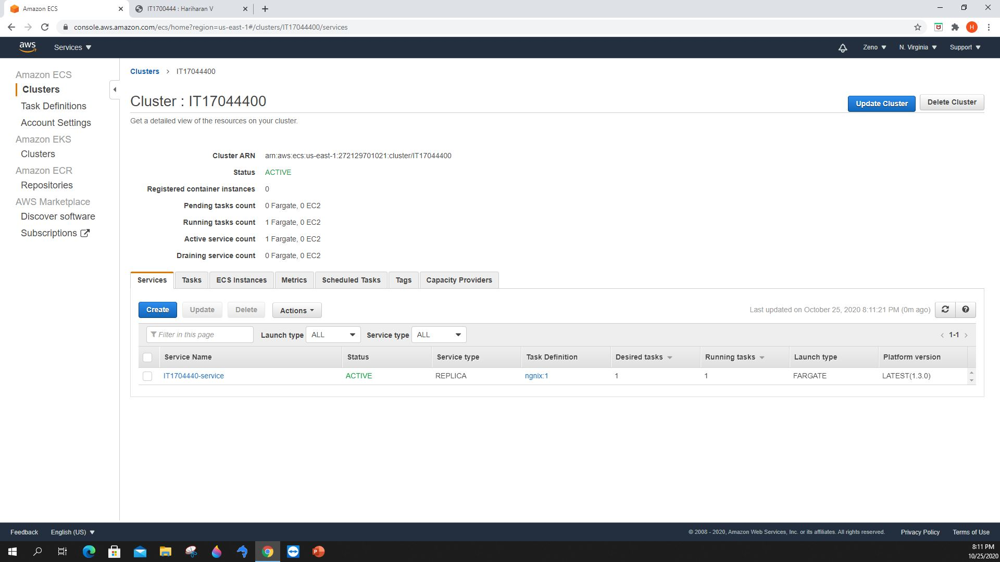 Amazon ECS
IT1700444 : Hariharan V
console.aws.amazon.com/ecs/home?region=us-east-1#/clusters/IT17044400/services
H
aws
Services
Zeno
N. Virginia
Support
Amazon ECS
Clusters
Task Definitions
Account Settings
Amazon EKS
Clusters
Amazon ECR
Repositories
AWS Marketplace
Discover software
Subscriptions
Clusters > IT17044400
Cluster : IT17044400
Update Cluster
Delete Cluster
Get a detailed view of the resources on your cluster.
Cluster ARN arn:aws:ecs:us-east-1:272129701021:cluster/IT17044400
Status ACTIVE
Registered container instances 0
Pending tasks count 0 Fargate, 0 EC2
Running tasks count 1 Fargate, 0 EC2
Active service count 1 Fargate, 0 EC2
Draining service count 0 Fargate, 0 EC2
Services Tasks ECS Instances Metrics Scheduled Tasks Tags Capacity Providers
Create Update Delete Actions Last updated on October 25, 2020 8:11:21 PM (0m ago)
Filter in this page Launch type ALL Service type ALL < 1-1 >
Service Name Status Service type Task Definition Desired tasks Running tasks Launch type Platform version
IT1704440-service ACTIVE REPLICA ngnix:1 1 1 FARGATE LATEST(1.3.0)
Feedback English (US) © 2008 - 2020, Amazon Web Services, Inc. or its affiliates. All rights reserved. Privacy Policy Terms of Use
8:11 PM
10/25/2020